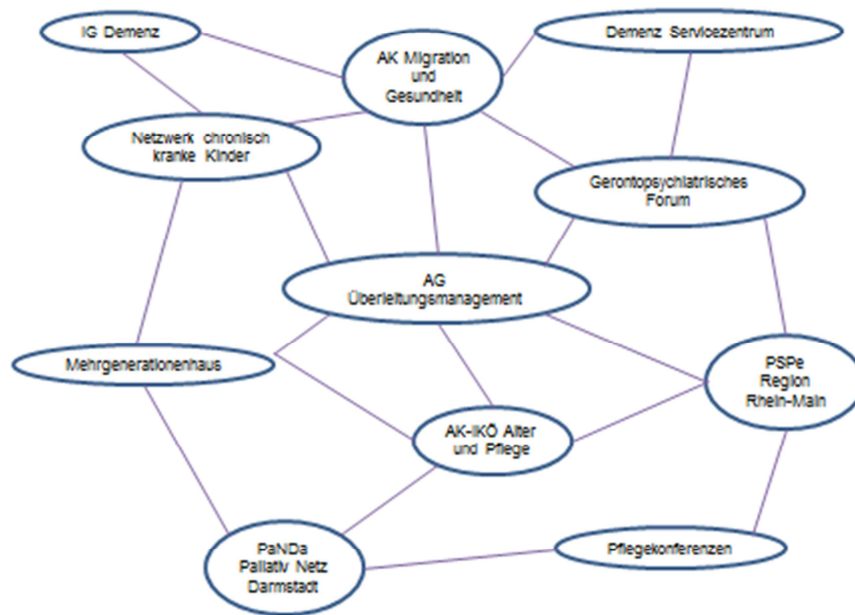 IG Demenz
AK Migration
und
Gesundheit
Demenz Servicezentrum
Netzwerk chronisch
kranke Kinder
Gerontopsychiatrisches
Forum
AG
Überleitungsmanagement
Mehrgenerationenhaus
PSPe
Region
Rhein-Main
AK-IKÖ Alter
und Pflege
PaNDa
Palliativ Netz
Darmstadt
Pflegekonferenzen